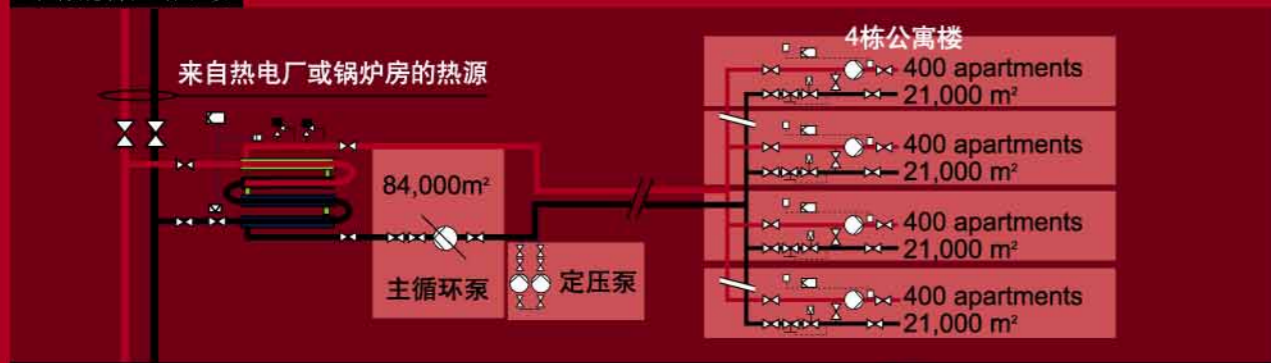 4栋公寓楼
来自热电厂或锅炉房的热源
400 apartments
21,000 m²
400 apartments
21,000 m²
84,000m²
400 apartments
21,000 m²
主循环泵
定压泵
400 apartments
21,000 m²